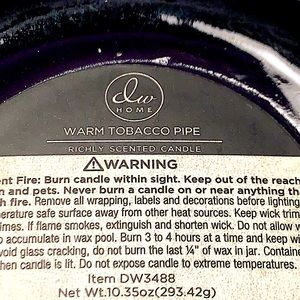 dw
HOME
WARM TOBACCO PIPE
RICHLY SCENTED CANDLE
⚠WARNING
ent Fire: Burn candle within sight. Keep out of the reach
n and pets. Never burn a candle on or near anything th
h fire. Remove all wrapping, labels and decorations before lighting
perature safe surface away from other heat sources. Keep wick trim
imes. If flame smokes, extinguish and shorten wick. Do not allow w
to accumulate in wax pool. Burn 3 to 4 hours at a time and keep wi
void glass cracking, do not burn the last ¼" of wax in jar. Containe
hen candle is lit. Do not expose candle to extreme temperatures.
Item DW3488
Net Wt.10.35oz(293.42g)